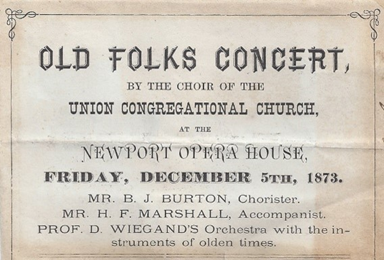 OLD FOLKS CONCERT,
BY THE CHOIR OF THE
UNION CONGREGATIONAL CHURCH,
AT THE
NEWPORT OPERA HOUSE,
FRIDAY, DECEMBER 5TH, 1873.
MR. B. J. BURTON, Chorister.
MR. H. F. MARSHALL, Accompanist.
PROF. D. WIEGAND'S Orchestra with the in-
struments of olden times.